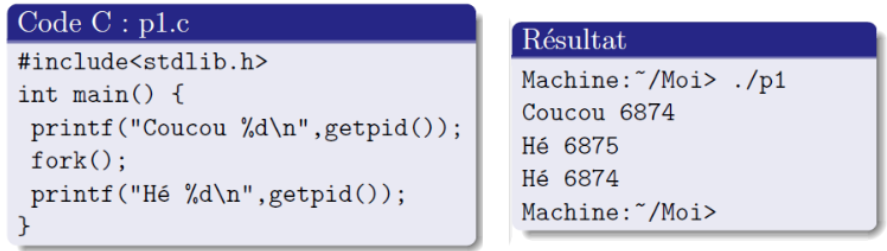 Code C : p1.c
#include<stdlib.h>
int main() {
printf("Coucou %d\n",getpid());
fork();
printf("Hé %d\n",getpid());
}
Résultat
Machine:~/Moi> ./p1
Coucou 6874
Hé 6875
Hé 6874
Machine:~/Moi>